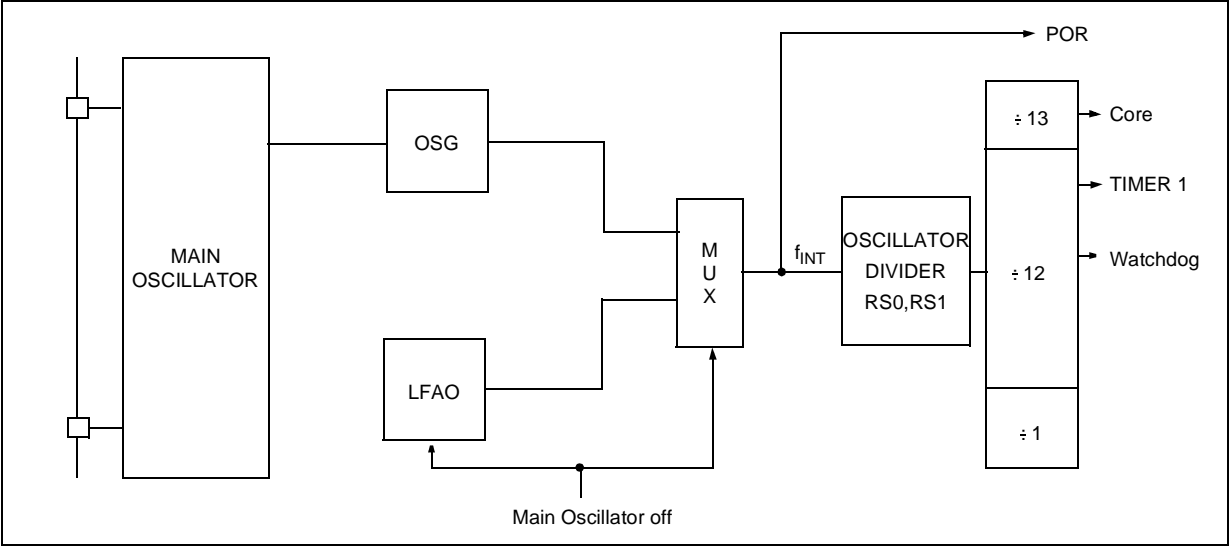 POR
÷ 13
Core
OSG
TIMER 1
MAIN
OSCILLATOR
M
U
X
fINT
OSCILLATOR
DIVIDER
RS0,RS1
÷ 12
Watchdog
LFAO
÷ 1
Main Oscillator off